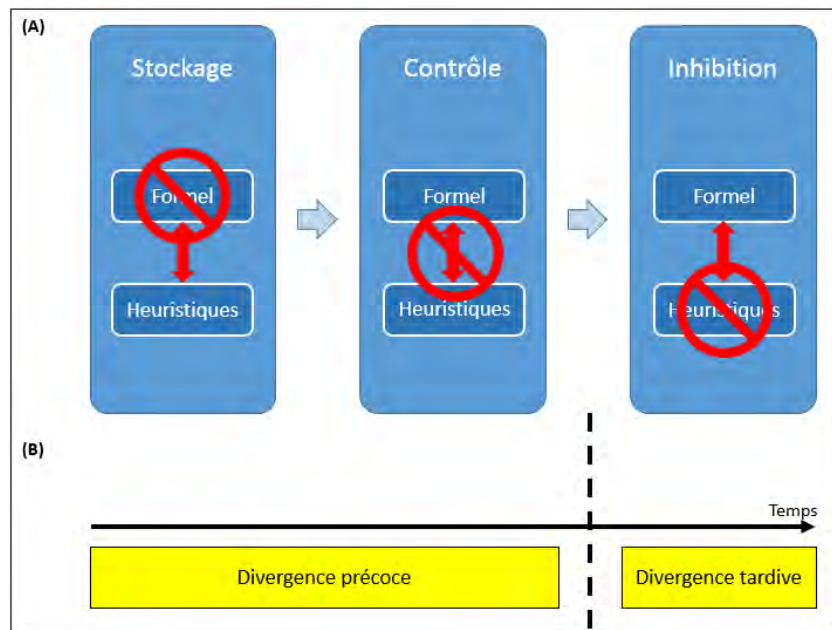 (A)
Stockage
Contrôle
Inhibition
Formel
Formel
Formel
Heuristiques
Heuristiques
Heuristiques
(B)
Temps
Divergence précoce
Divergence tardive